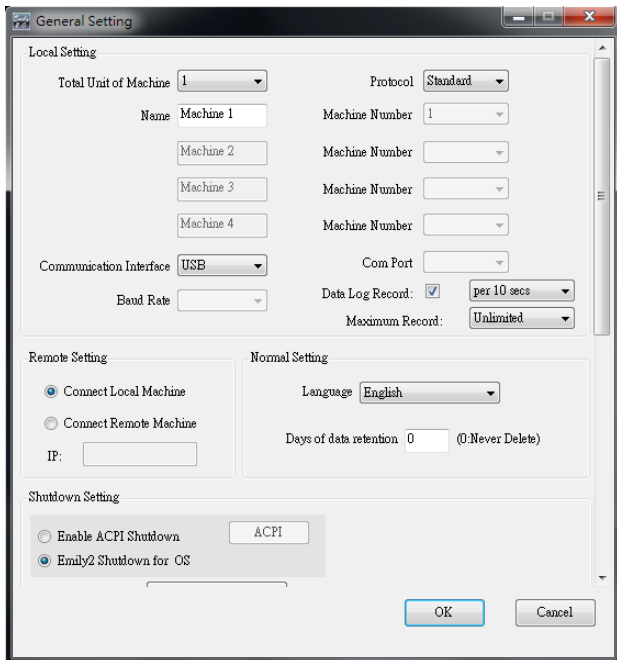 General Setting
Local Setting
Total Unit of Machine 1 Protocol Standard
Name Machine 1 Machine Number 1
Machine 2 Machine Number
Machine 3 Machine Number
Machine 4 Machine Number
Communication Interface USB Com Port
Baud Rate Data Log Record: per 10 secs
Maximum Record: Unlimited
Remote Setting
Connect Local Machine
Connect Remote Machine
IP:
Normal Setting
Language English
Days of data retention 0 (0:Never Delete)
Shutdown Setting
Enable ACPI Shutdown ACPI
Emily2 Shutdown for OS
OK Cancel